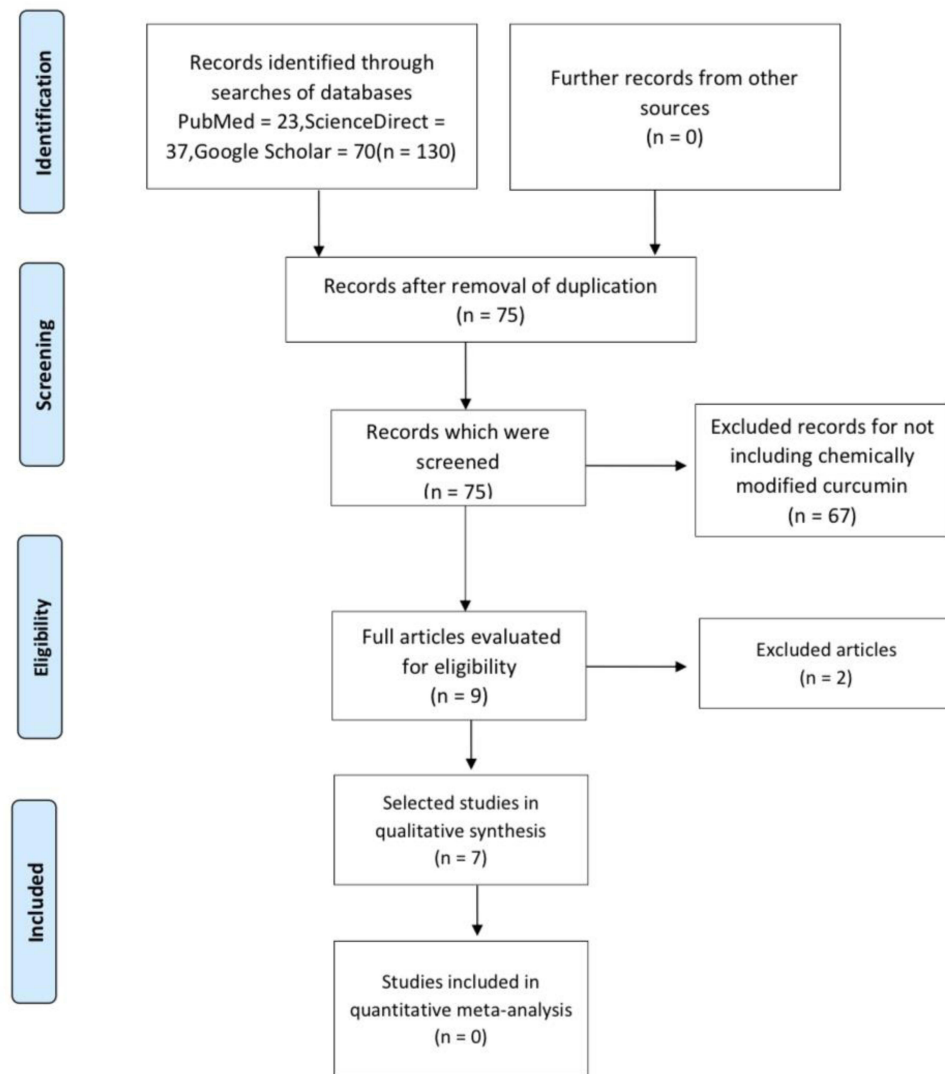 Identification
Records identified through
searches of databases
PubMed = 23,ScienceDirect =
37,Google Scholar = 70(n = 130)
Further records from other
sources
(n = 0)
Screening
Records after removal of duplication
(n = 75)
Records which were
screened
(n = 75)
Excluded records for not
including chemically
modified curcumin
(n = 67)
Eligibility
Full articles evaluated
for eligibility
(n = 9)
Excluded articles
(n = 2)
Included
Selected studies in
qualitative synthesis
(n = 7)
Studies included in
quantitative meta-analysis
(n = 0)